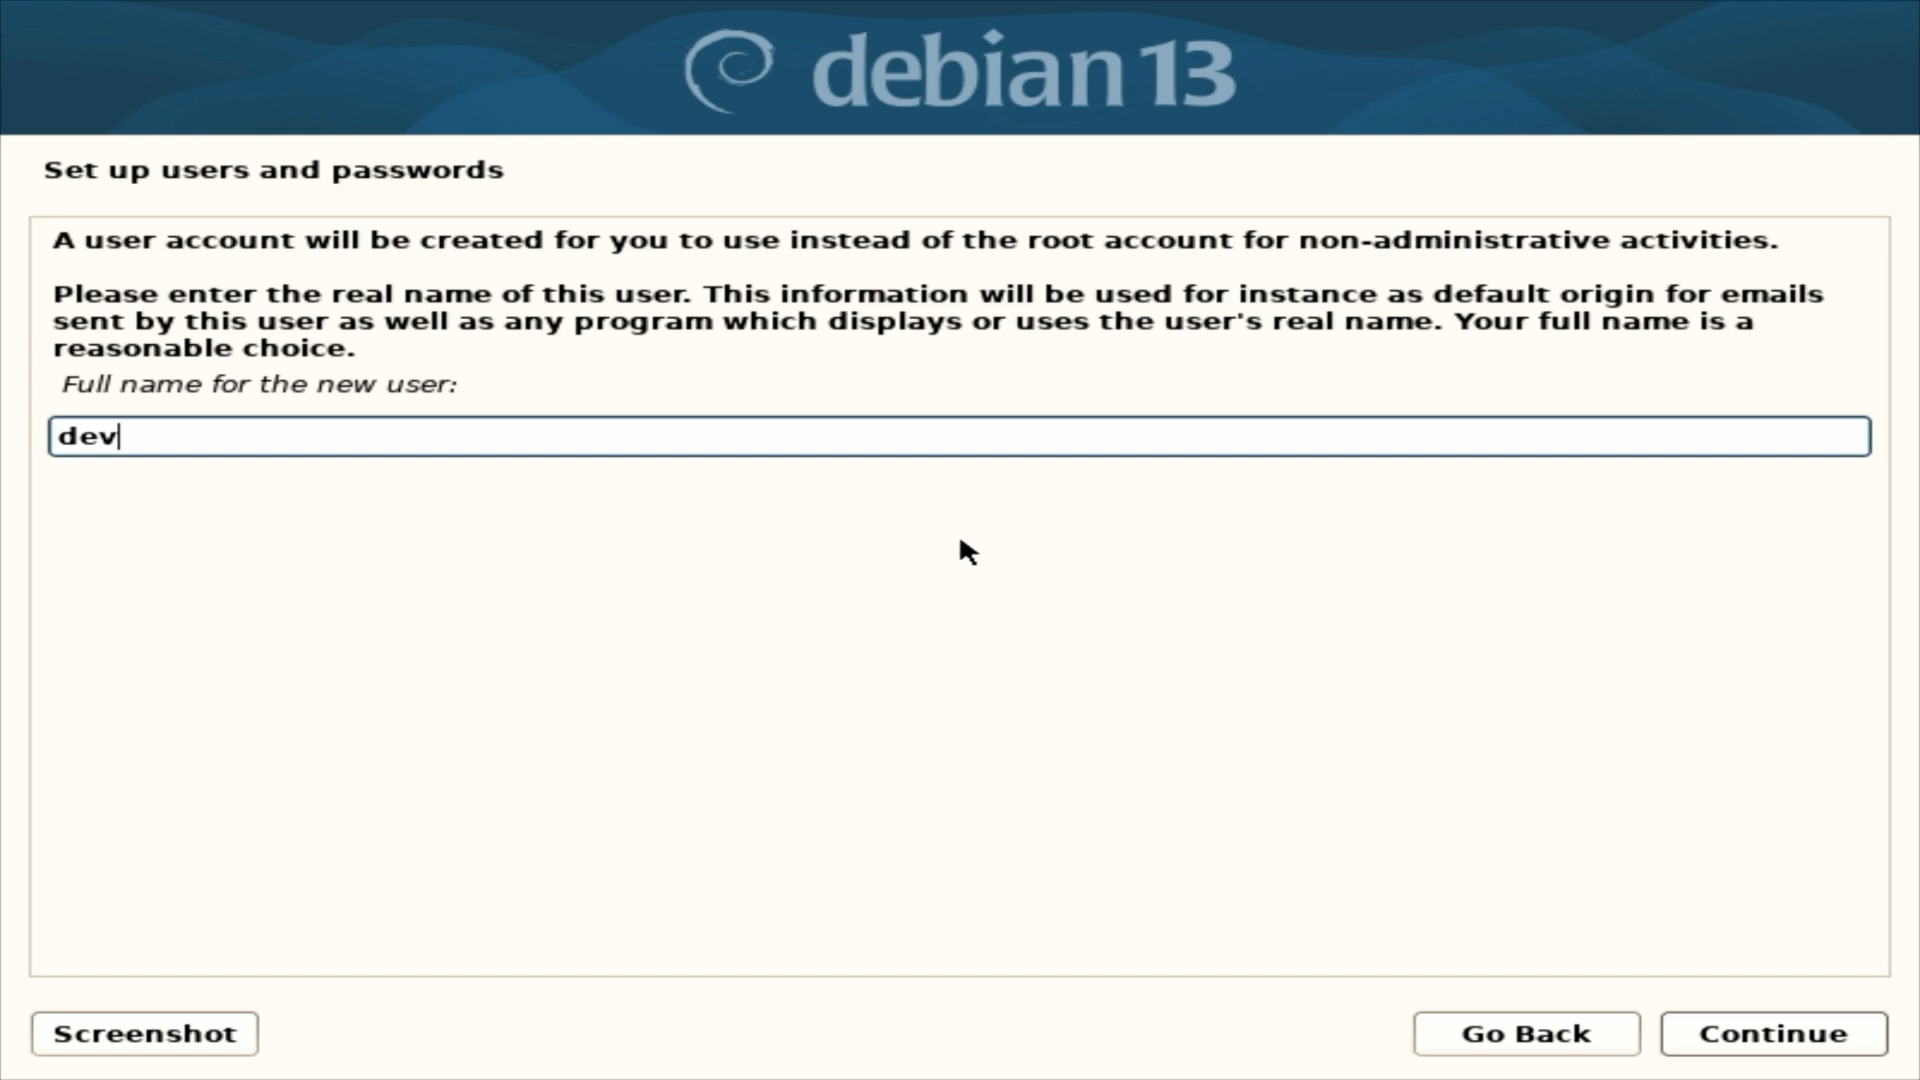 debian 13
Set up users and passwords
A user account will be created for you to use instead of the root account for non-administrative activities.
Please enter the real name of this user. This information will be used for instance as default origin for emails
sent by this user as well as any program which displays or uses the user's real name. Your full name is a
reasonable choice.
Full name for the new user:
dev
Screenshot
Go Back
Continue